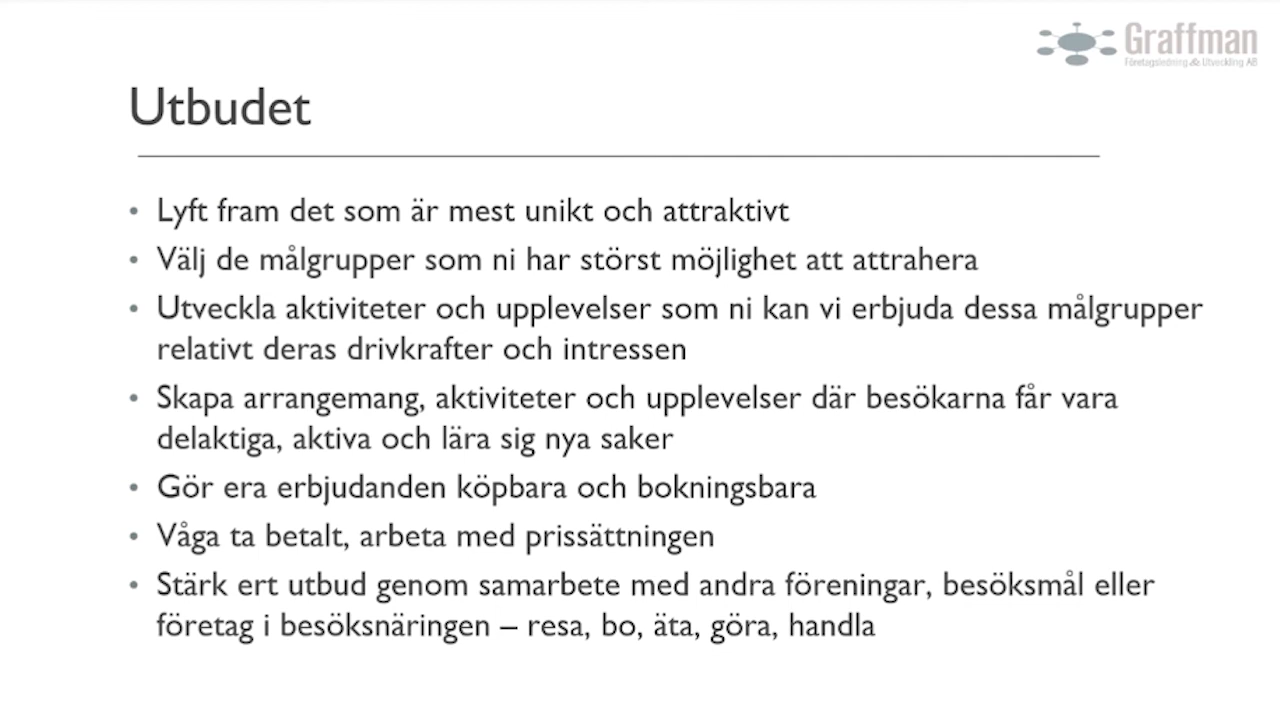 Graffman
Företagsledning & Utveckling AB
Utbudet
• Lyft fram det som är mest unikt och attraktivt
• Välj de målgrupper som ni har störst möjlighet att attrahera
• Utveckla aktiviteter och upplevelser som ni kan vi erbjuda dessa målgrupper
relativt deras drivkrafter och intressen
• Skapa arrangemang, aktiviteter och upplevelser där besökarna får vara
delaktiga, aktiva och lära sig nya saker
• Gör era erbjudanden köpbara och bokningsbara
• Våga ta betalt, arbeta med prissättningen
• Stärk ert utbud genom samarbete med andra föreningar, besöksmål eller
företag i besöksnäringen – resa, bo, äta, göra, handla